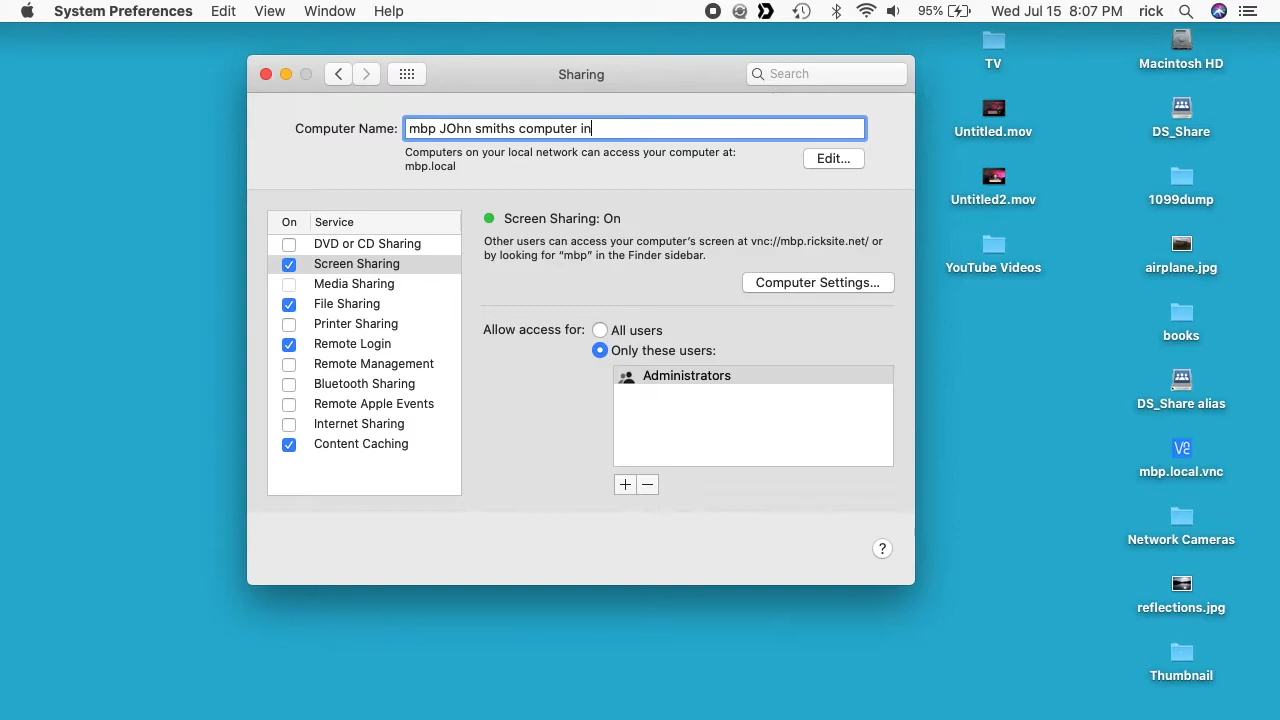 System Preferences Edit View Window Help 95% Wed Jul 15 8:07 PM rick
Sharing
Search
Computer Name: mbp JOhn smiths computer in
Computers on your local network can access your computer at:
mbp.local
Edit...
On Service
DVD or CD Sharing
Screen Sharing
Media Sharing
File Sharing
Printer Sharing
Remote Login
Remote Management
Bluetooth Sharing
Remote Apple Events
Internet Sharing
Content Caching
Screen Sharing: On
Other users can access your computer's screen at vnc://mbp.ricksite.net/ or
by looking for “mbp” in the Finder sidebar.
Computer Settings...
Allow access for: All users
Only these users:
Administrators
+ −
?
TV
Untitled.mov
Untitled2.mov
YouTube Videos
Macintosh HD
DS_Share
1099dump
airplane.jpg
books
DS_Share alias
mbp.local.vnc
Network Cameras
reflections.jpg
Thumbnail